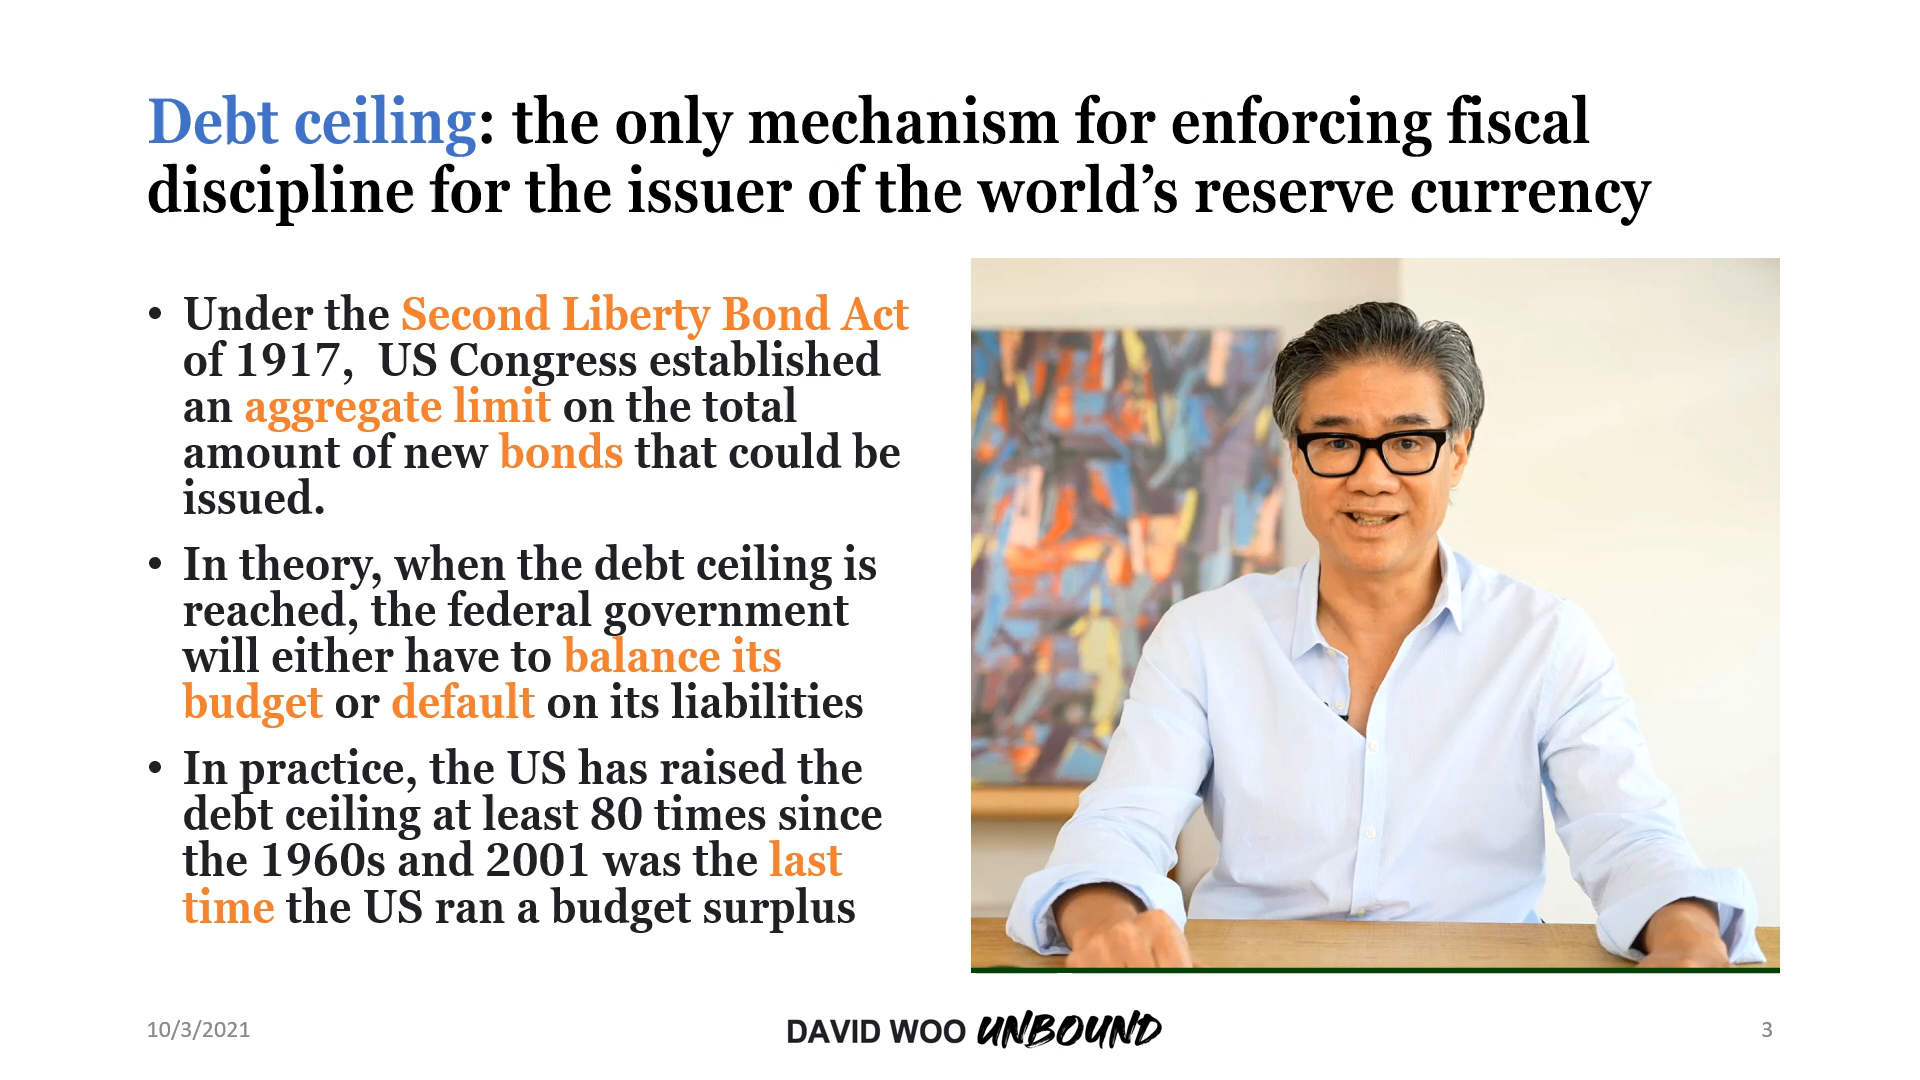 Debt ceiling: the only mechanism for enforcing fiscal
discipline for the issuer of the world’s reserve currency
• Under the Second Liberty Bond Act
of 1917,  US Congress established
an aggregate limit on the total
amount of new bonds that could be
issued.
• In theory, when the debt ceiling is
reached, the federal government
will either have to balance its
budget or default on its liabilities
• In practice, the US has raised the
debt ceiling at least 80 times since
the 1960s and 2001 was the last
time the US ran a budget surplus
10/3/2021
DAVID WOO UNBOUND
3